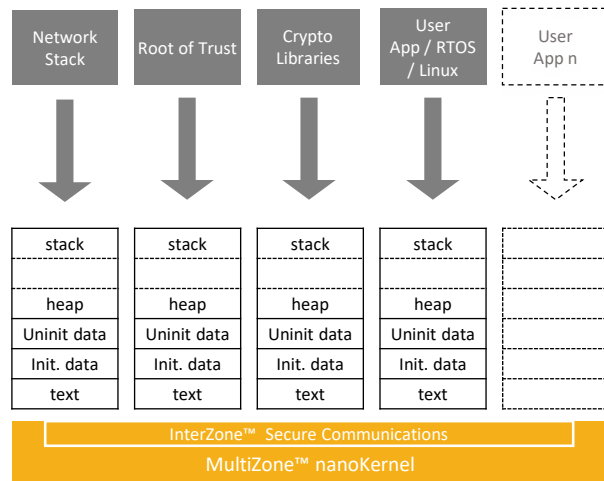 Network
Stack
Root of Trust
Crypto
Libraries
User
App / RTOS
/ Linux
User
App n
stack stack stack stack
heap heap heap heap
Uninit data Uninit data Uninit data Uninit data
Init. data Init. data Init. data Init. data
text text text text
InterZone™ Secure Communications
MultiZone™ nanoKernel